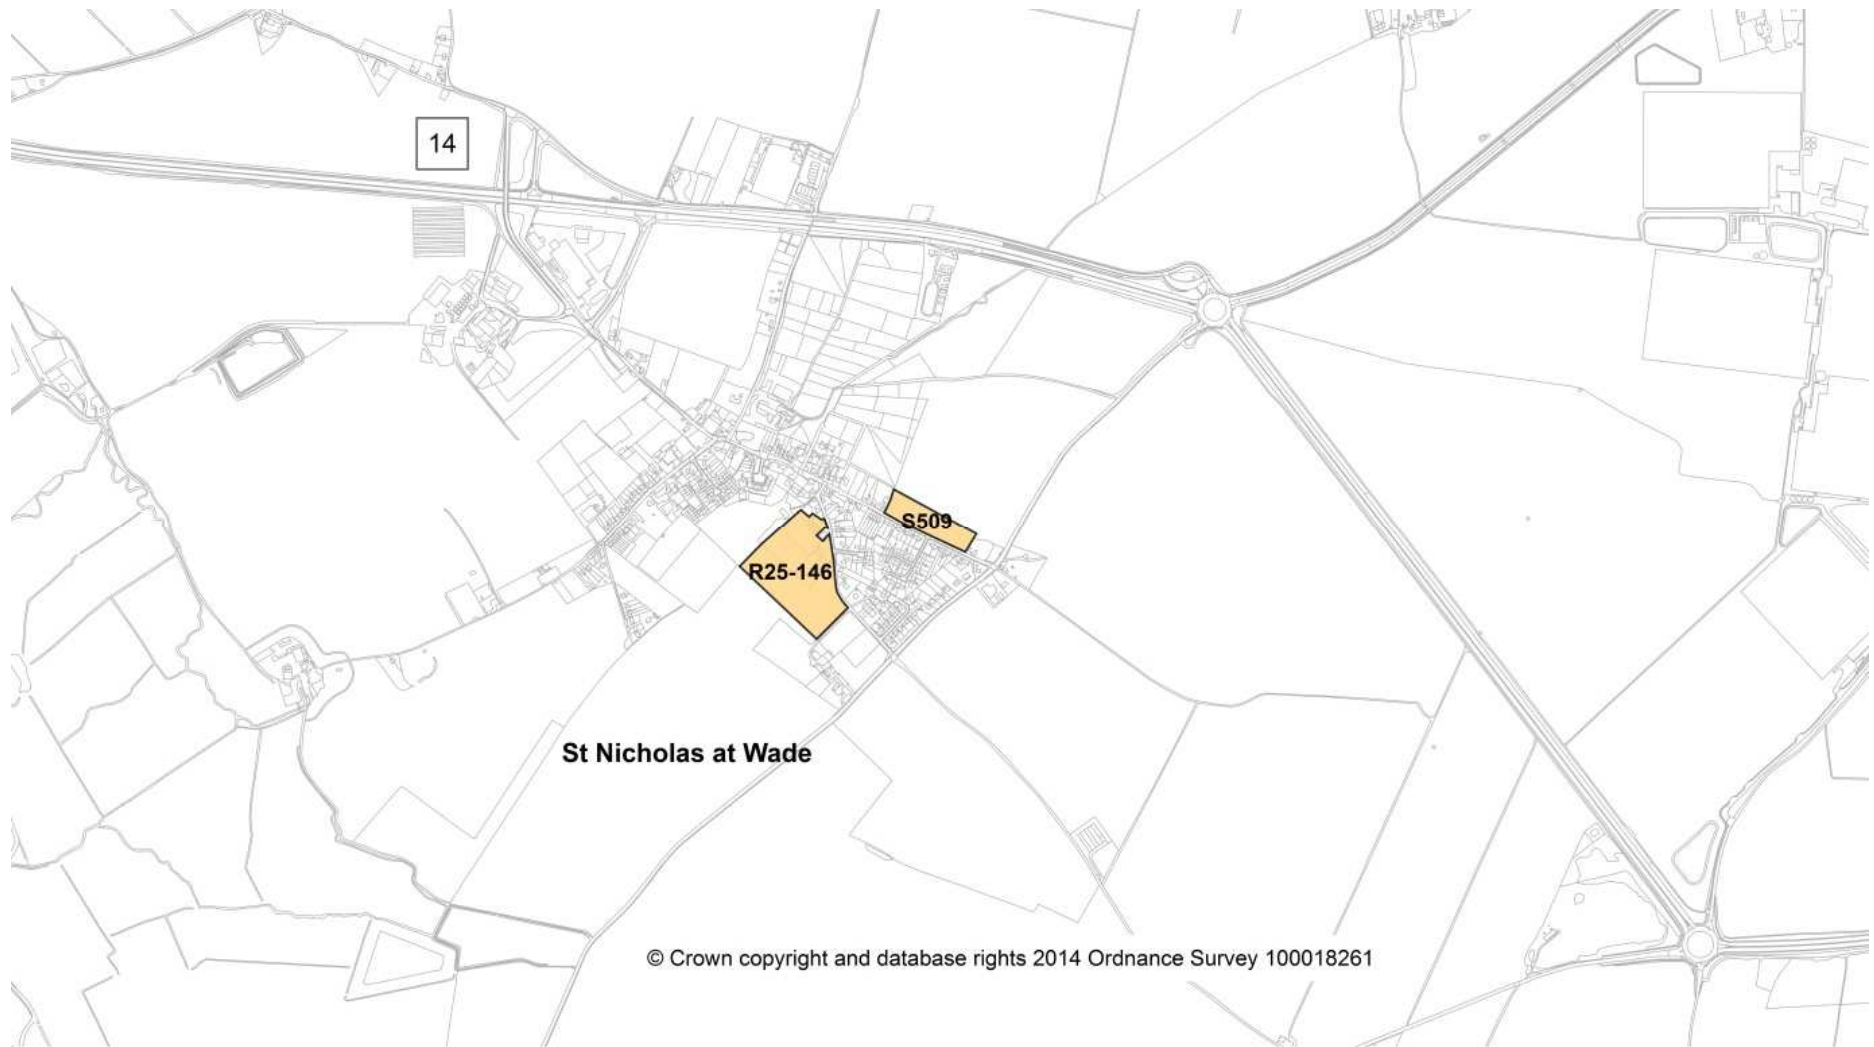 14
S509
R25-146
St Nicholas at Wade
© Crown copyright and database rights 2014 Ordnance Survey 100018261